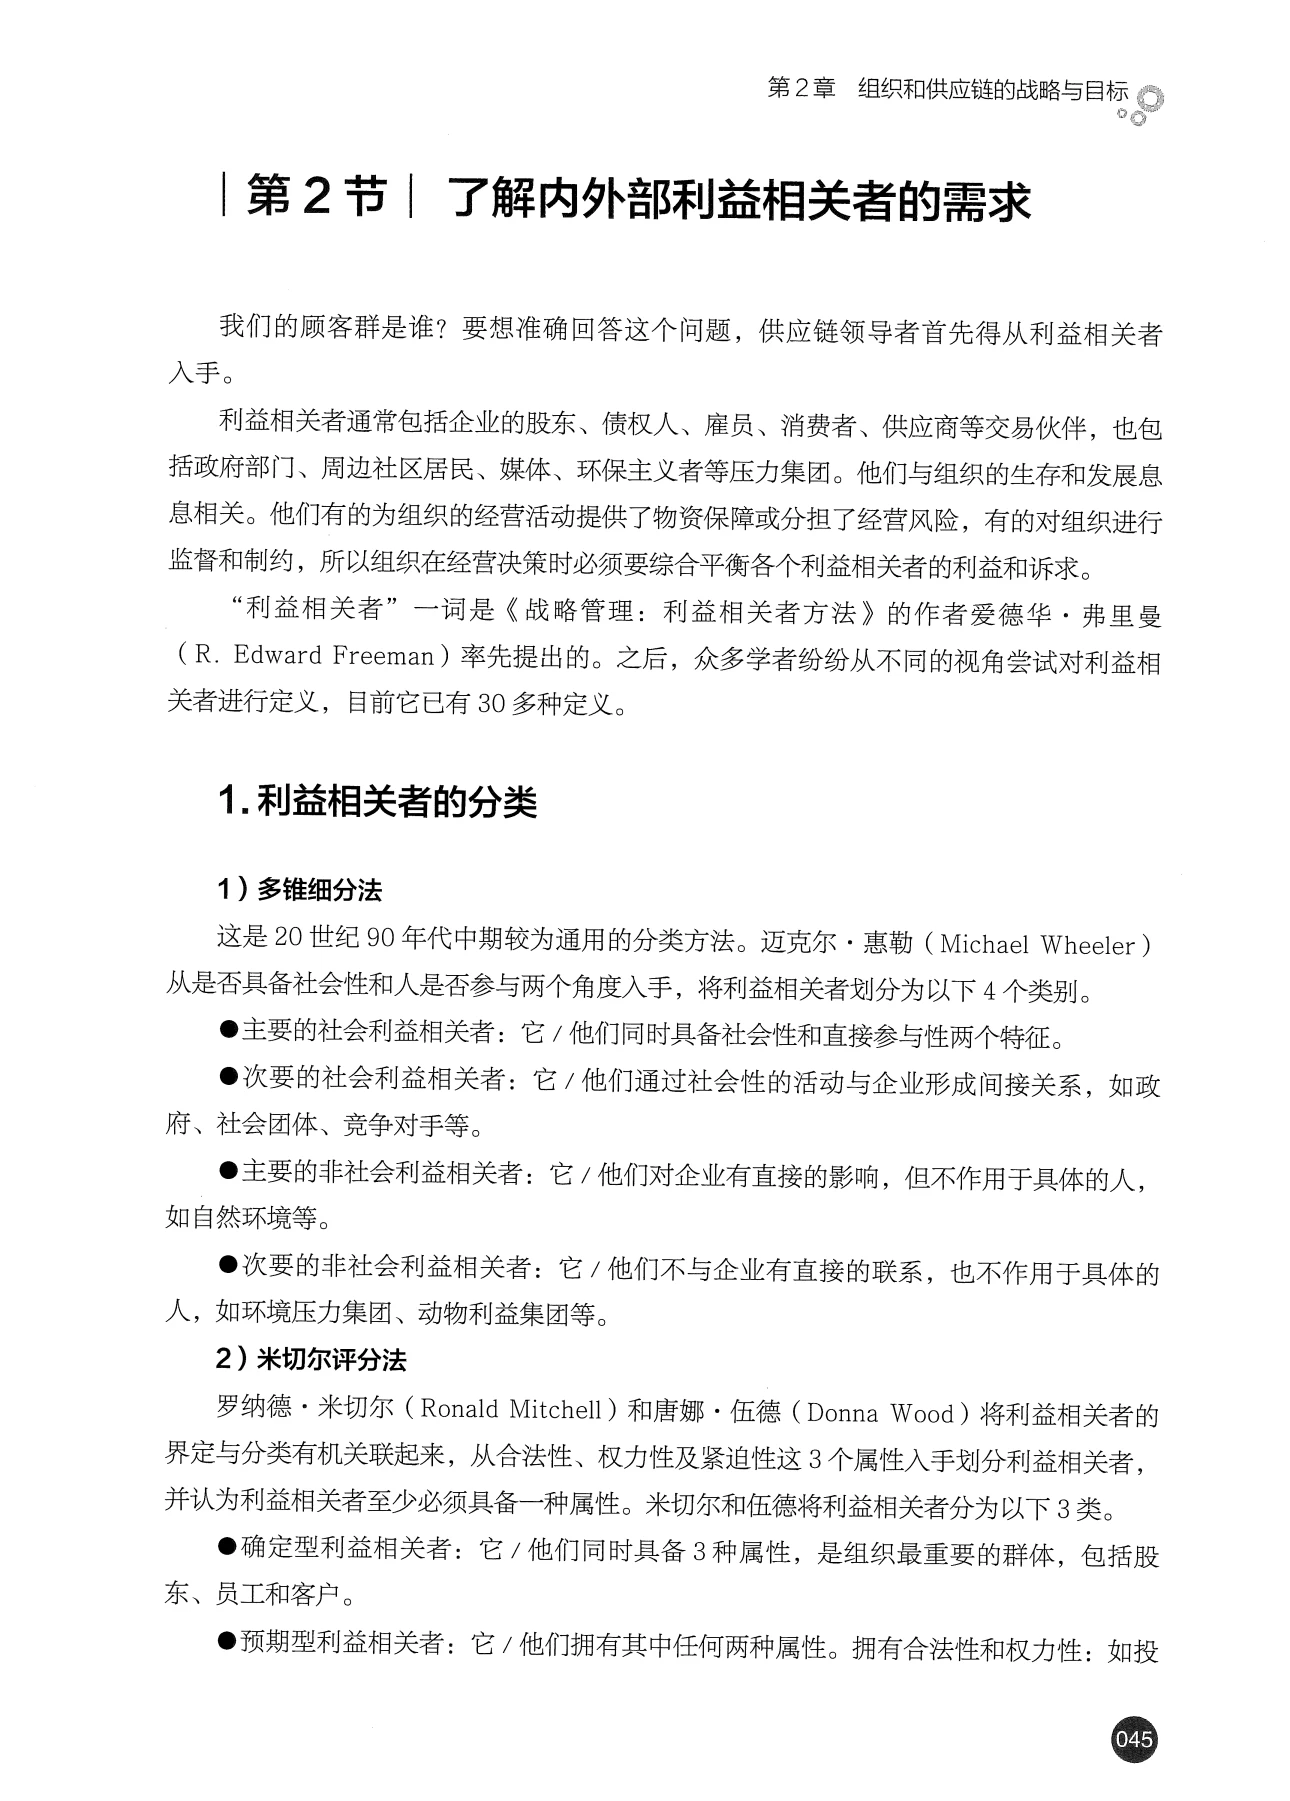 第2章 组织和供应链的战略与目标
|第2节| 了解内外部利益相关者的需求
我们的顾客群是谁？要想准确回答这个问题，供应链领导者首先得从利益相关者
入手。
利益相关者通常包括企业的股东、债权人、雇员、消费者、供应商等交易伙伴，也包
括政府部门、周边社区居民、媒体、环保主义者等压力集团。他们与组织的生存和发展息
息相关。他们有的为组织的经营活动提供了物资保障或分担了经营风险，有的对组织进行
监督和制约，所以组织在经营决策时必须要综合平衡各个利益相关者的利益和诉求。
“利益相关者”一词是《战略管理：利益相关者方法》的作者爱德华·弗里曼
（R. Edward Freeman）率先提出的。之后，众多学者纷纷从不同的视角尝试对利益相
关者进行定义，目前它已有 30 多种定义。
1. 利益相关者的分类
1）多锥细分法
这是 20 世纪 90 年代中期较为通用的分类方法。迈克尔·惠勒（Michael Wheeler）
从是否具备社会性和人是否参与两个角度入手，将利益相关者划分为以下 4 个类别。
●主要的社会利益相关者：它 / 他们同时具备社会性和直接参与性两个特征。
●次要的社会利益相关者：它 / 他们通过社会性的活动与企业形成间接关系，如政
府、社会团体、竞争对手等。
●主要的非社会利益相关者：它 / 他们对企业有直接的影响，但不作用于具体的人，
如自然环境等。
●次要的非社会利益相关者：它 / 他们不与企业有直接的联系，也不作用于具体的
人，如环境压力集团、动物利益集团等。
2）米切尔评分法
罗纳德·米切尔（Ronald Mitchell）和唐娜·伍德（Donna Wood）将利益相关者的
界定与分类有机关联起来，从合法性、权力性及紧迫性这 3 个属性入手划分利益相关者，
并认为利益相关者至少必须具备一种属性。米切尔和伍德将利益相关者分为以下 3 类。
●确定型利益相关者：它 / 他们同时具备 3 种属性，是组织最重要的群体，包括股
东、员工和客户。
●预期型利益相关者：它 / 他们拥有其中任何两种属性。拥有合法性和权力性：如投
045